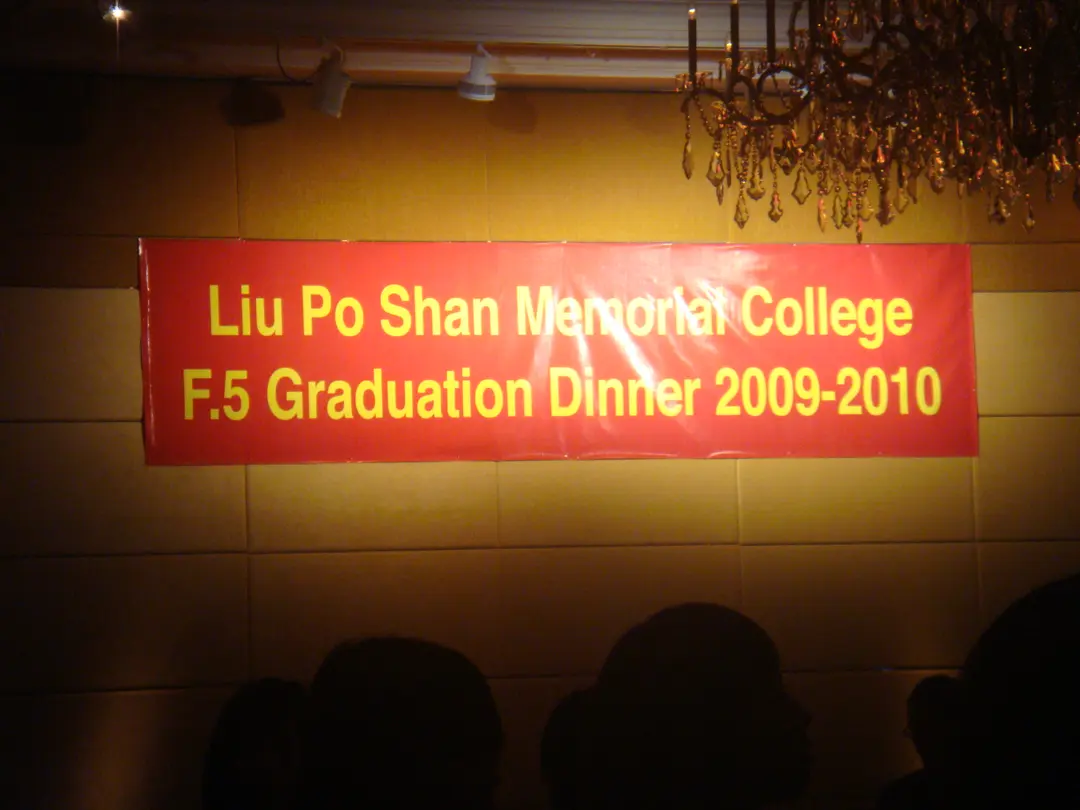 Liu Po Shan Memorial College
F.5 Graduation Dinner 2009-2010